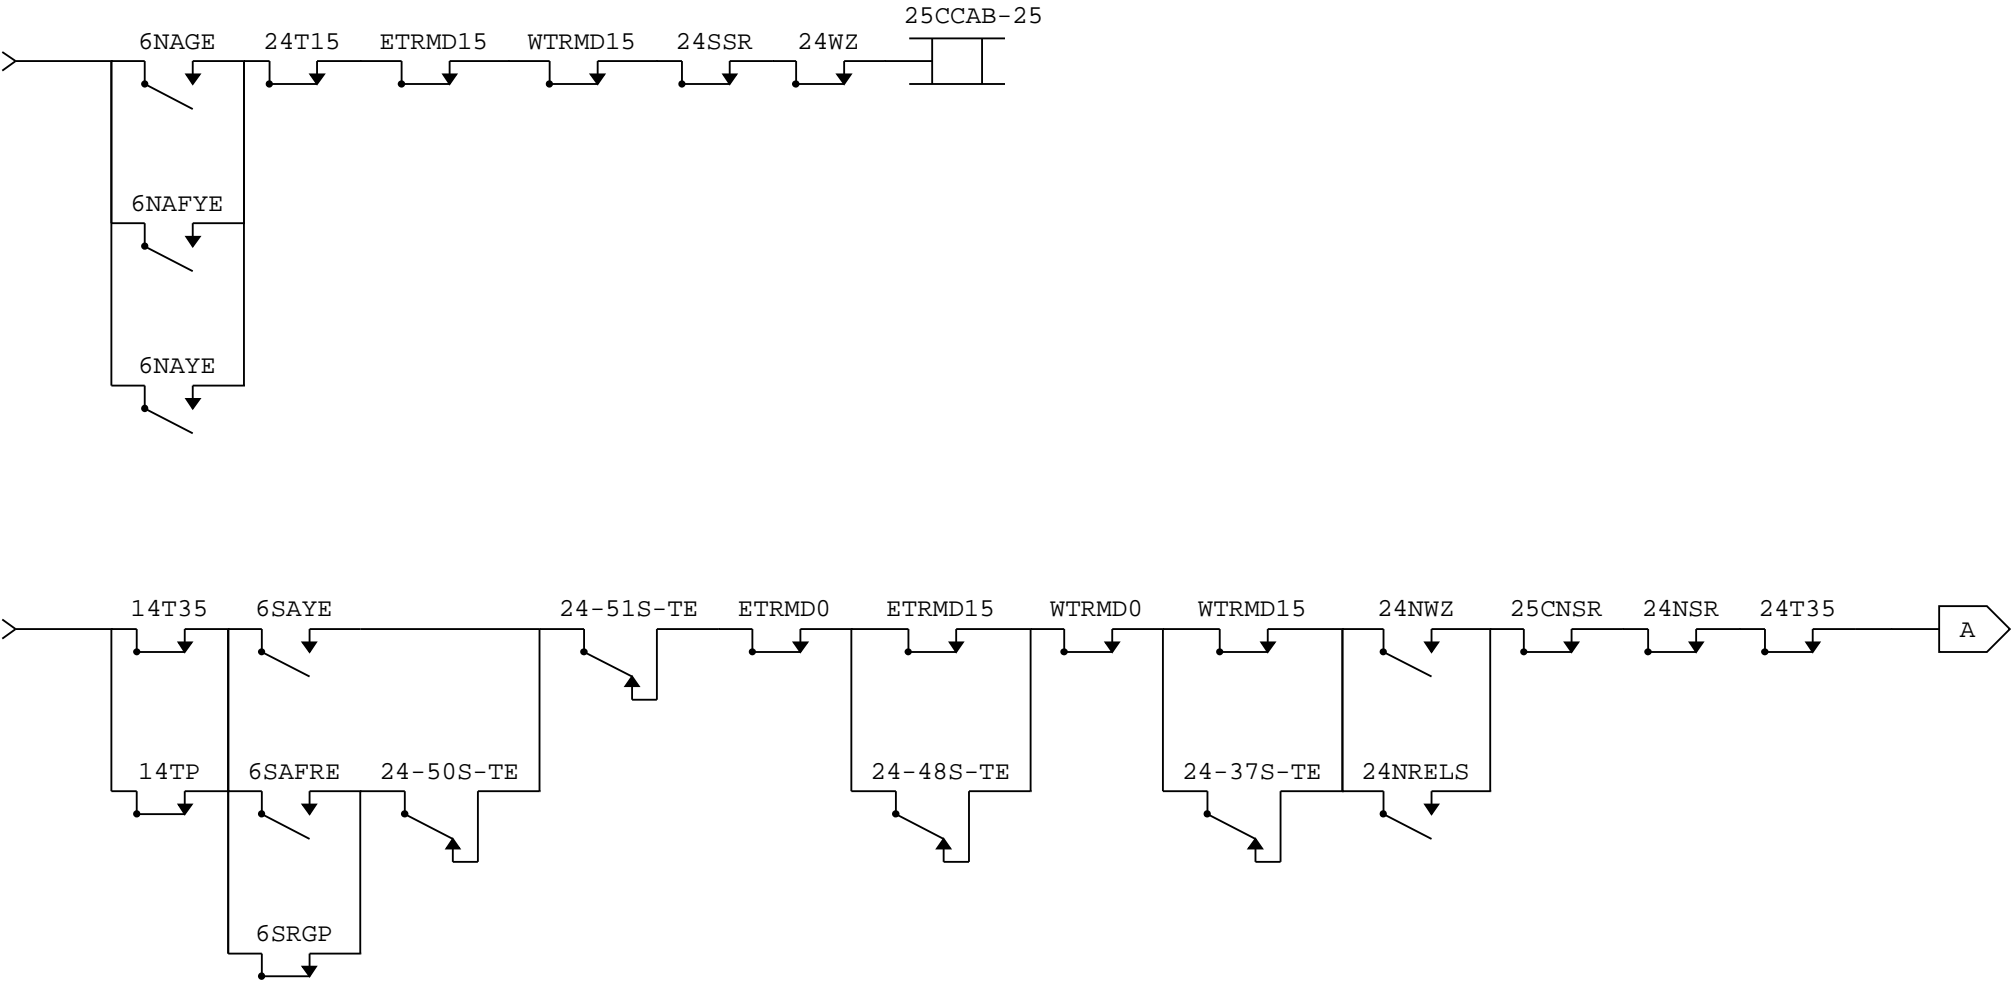 25CCAB-25
6NAGE 24T15 ETRMD15 WTRMD15 24SSR 24WZ
6NAFYE
6NAYE
14T35 6SAYE 24-51S-TE ETRMD0 ETRMD15 WTRMD0 WTRMD15 24NWZ 25CNSR 24NSR 24T35 A
14TP 6SAFRE 24-50S-TE 24-48S-TE 24-37S-TE 24NRELS
6SRGP